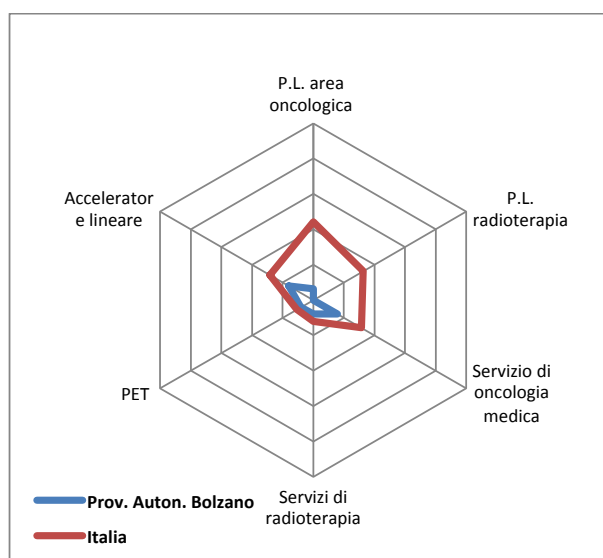 P.L. area
oncologica
Accelerator
e lineare
P.L.
radioterapia
PET
Servizio di
oncologia
medica
Servizi di
radioterapia
Prov. Auton. Bolzano
Italia